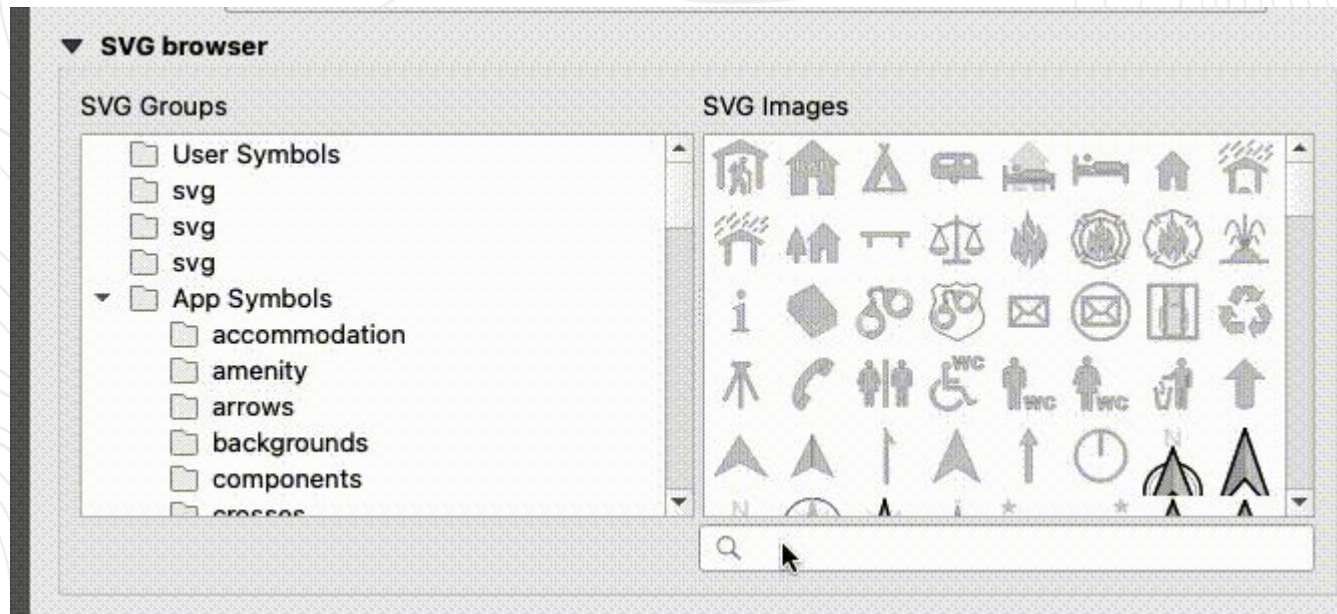 SVG browser
SVG Groups
SVG Images
User Symbols
svg
svg
svg
App Symbols
accommodation
amenity
arrows
backgrounds
components
crosses
i
WC
WC
WC
N
N